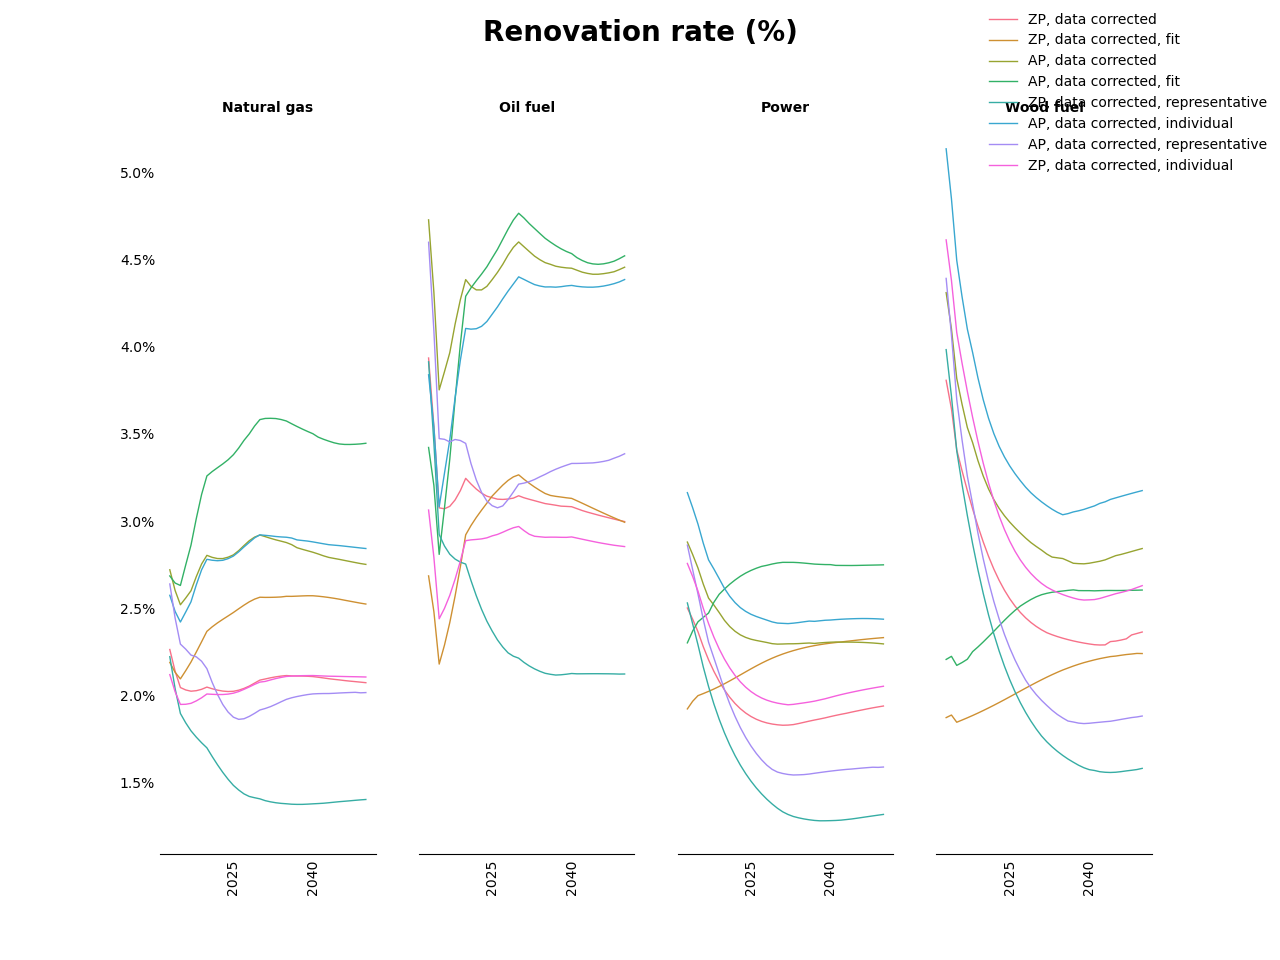 Renovation rate (%)
ZP, data corrected
ZP, data corrected, fit
AP, data corrected
AP, data corrected, fit
ZP, data corrected, representative
AP, data corrected, individual
AP, data corrected, representative
ZP, data corrected, individual
Natural gas
Oil fuel
Power
Wood fuel
5.0%
4.5%
4.0%
3.5%
3.0%
2.5%
2.0%
1.5%
2025
2040
2025
2040
2025
2040
2025
2040